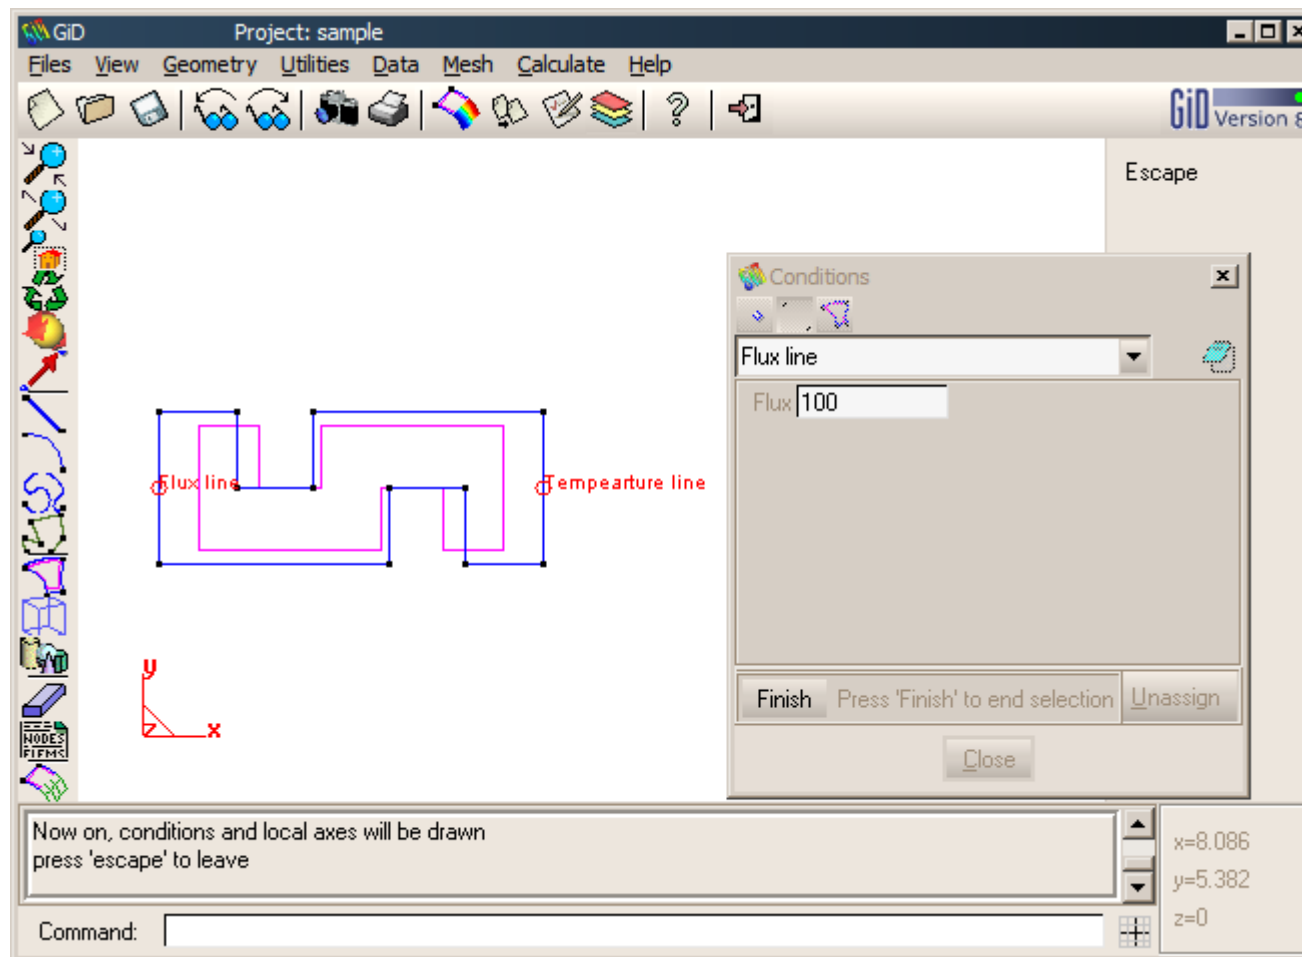 GiD Project: sample
Files View Geometry Utilities Data Mesh Calculate Help
GiD Version 8
Escape
Conditions
Flux line
Flux 100
Flux line
Tempearture line
y
z
x
Finish Press 'Finish' to end selection Unassign
Close
NODES
Now on, conditions and local axes will be drawn
press 'escape' to leave
x=8.086
y=5.382
z=0
Command: